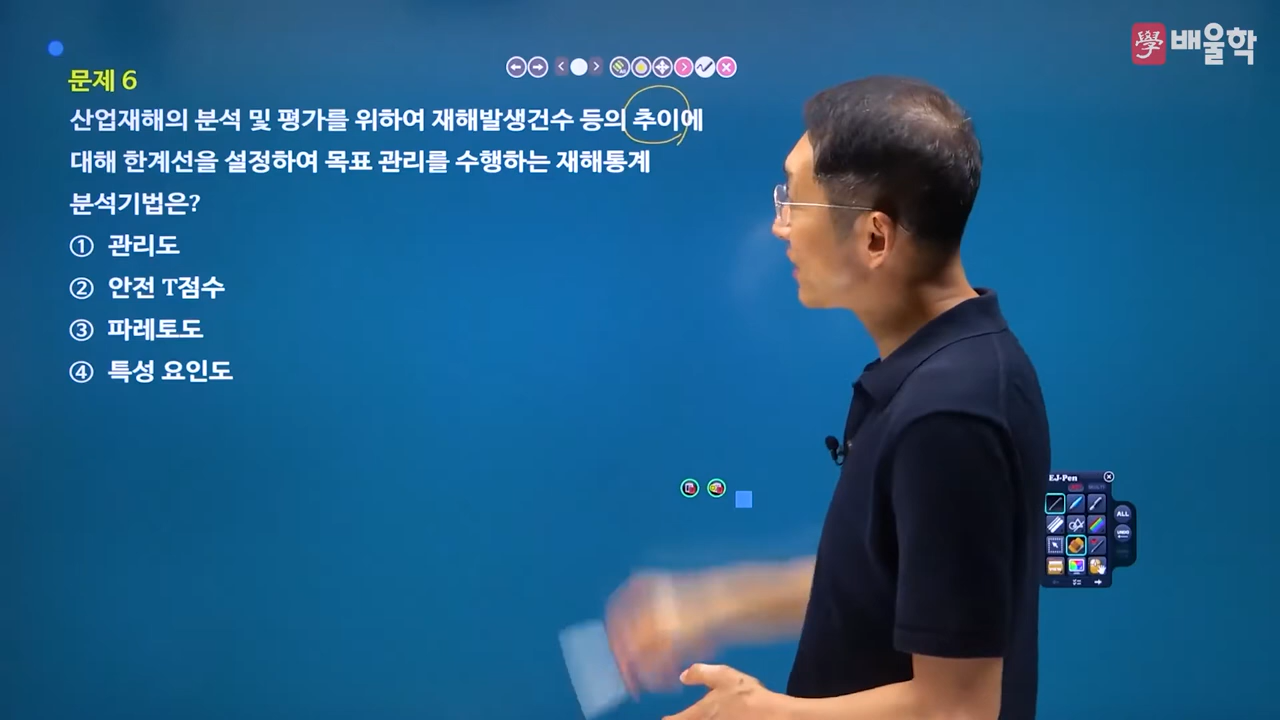 學 배울학
문제 6
산업재해의 분석 및 평가를 위하여 재해발생건수 등의 추이에
대해 한계선을 설정하여 목표 관리를 수행하는 재해통계
분석기법은?
① 관리도
② 안전 T점수
③ 파레토도
④ 특성 요인도
EJ-Pen
ALL
UNDO